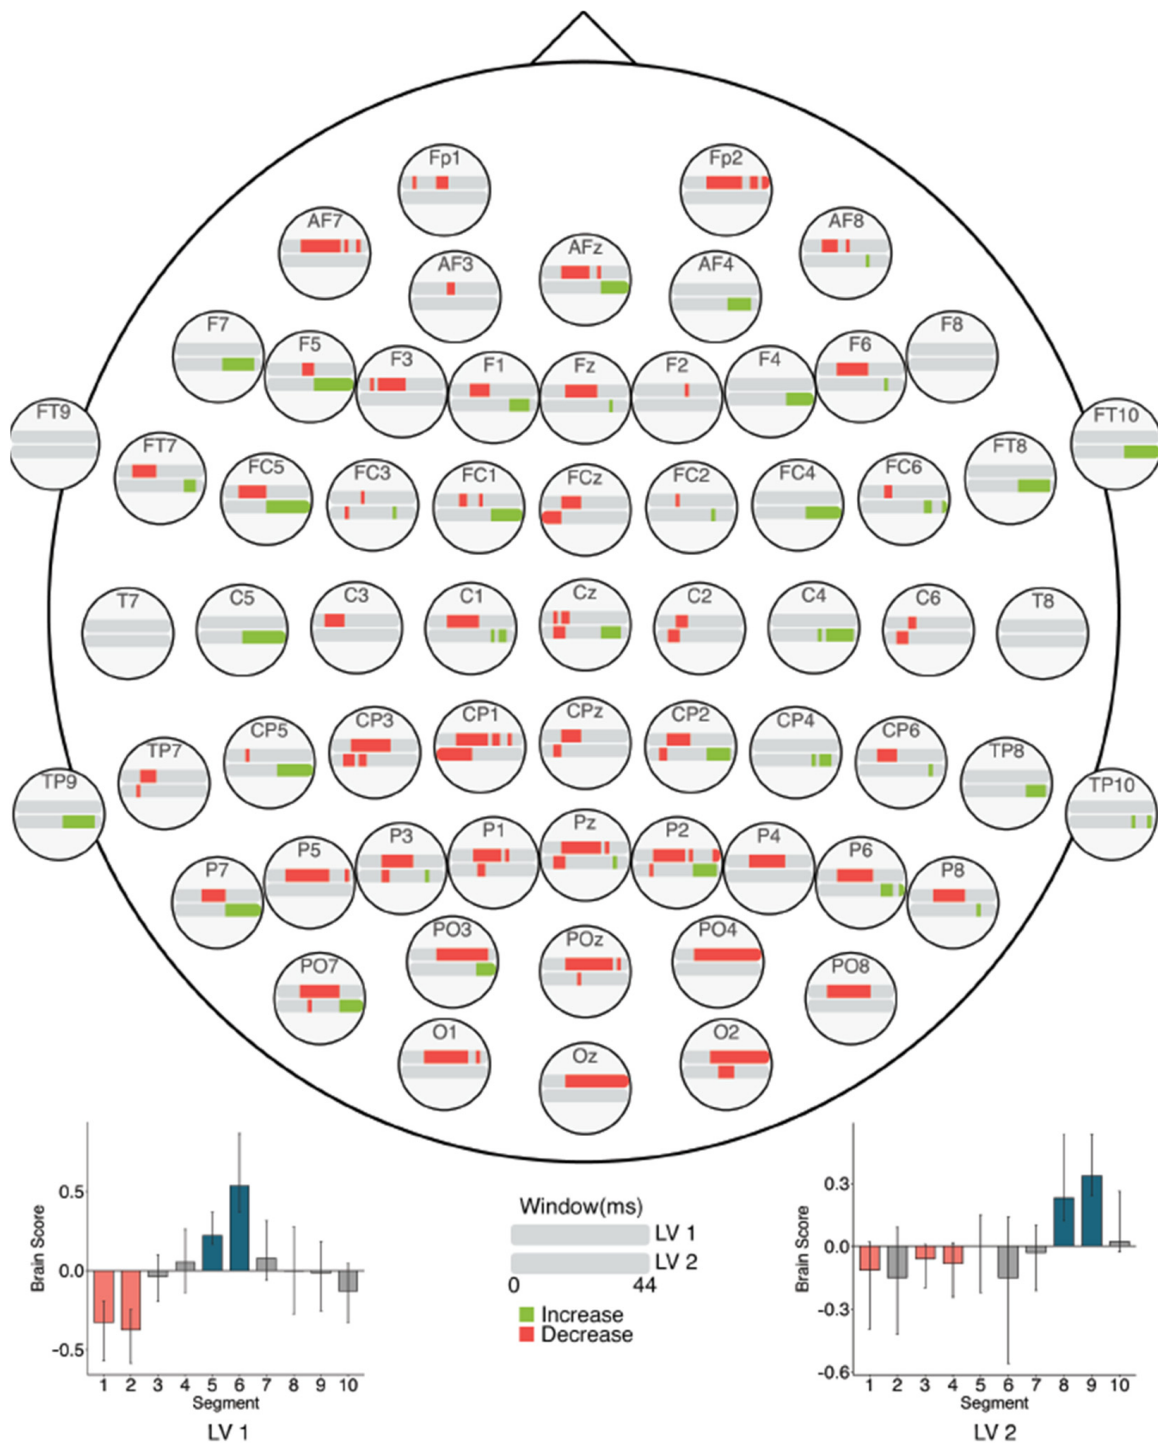 Fp1 Fp2
AF7 AF8
AF3 AFz AF4
F7 F5 F3 F1 Fz F2 F4 F6 F8
FT9 FT10
FT7 FC5 FC3 FC1 FCz FC2 FC4 FC6 FT8
T7 C5 C3 C1 Cz C2 C4 C6 T8
TP9 TP10
TP7 CP5 CP3 CP1 CPz CP2 CP4 CP6 TP8
P7 P5 P3 P1 Pz P2 P4 P6 P8
PO7 PO3 POz PO4 PO8
O1 Oz O2
Brain Score
0.5
0.0
-0.5
1 2 3 4 5 6 7 8 9 10
Segment
LV 1
Window(ms)
LV 1
LV 2
0 44
Increase
Decrease
Brain Score
0.3
0.0
-0.3
-0.6
1 2 3 4 5 6 7 8 9 10
Segment
LV 2